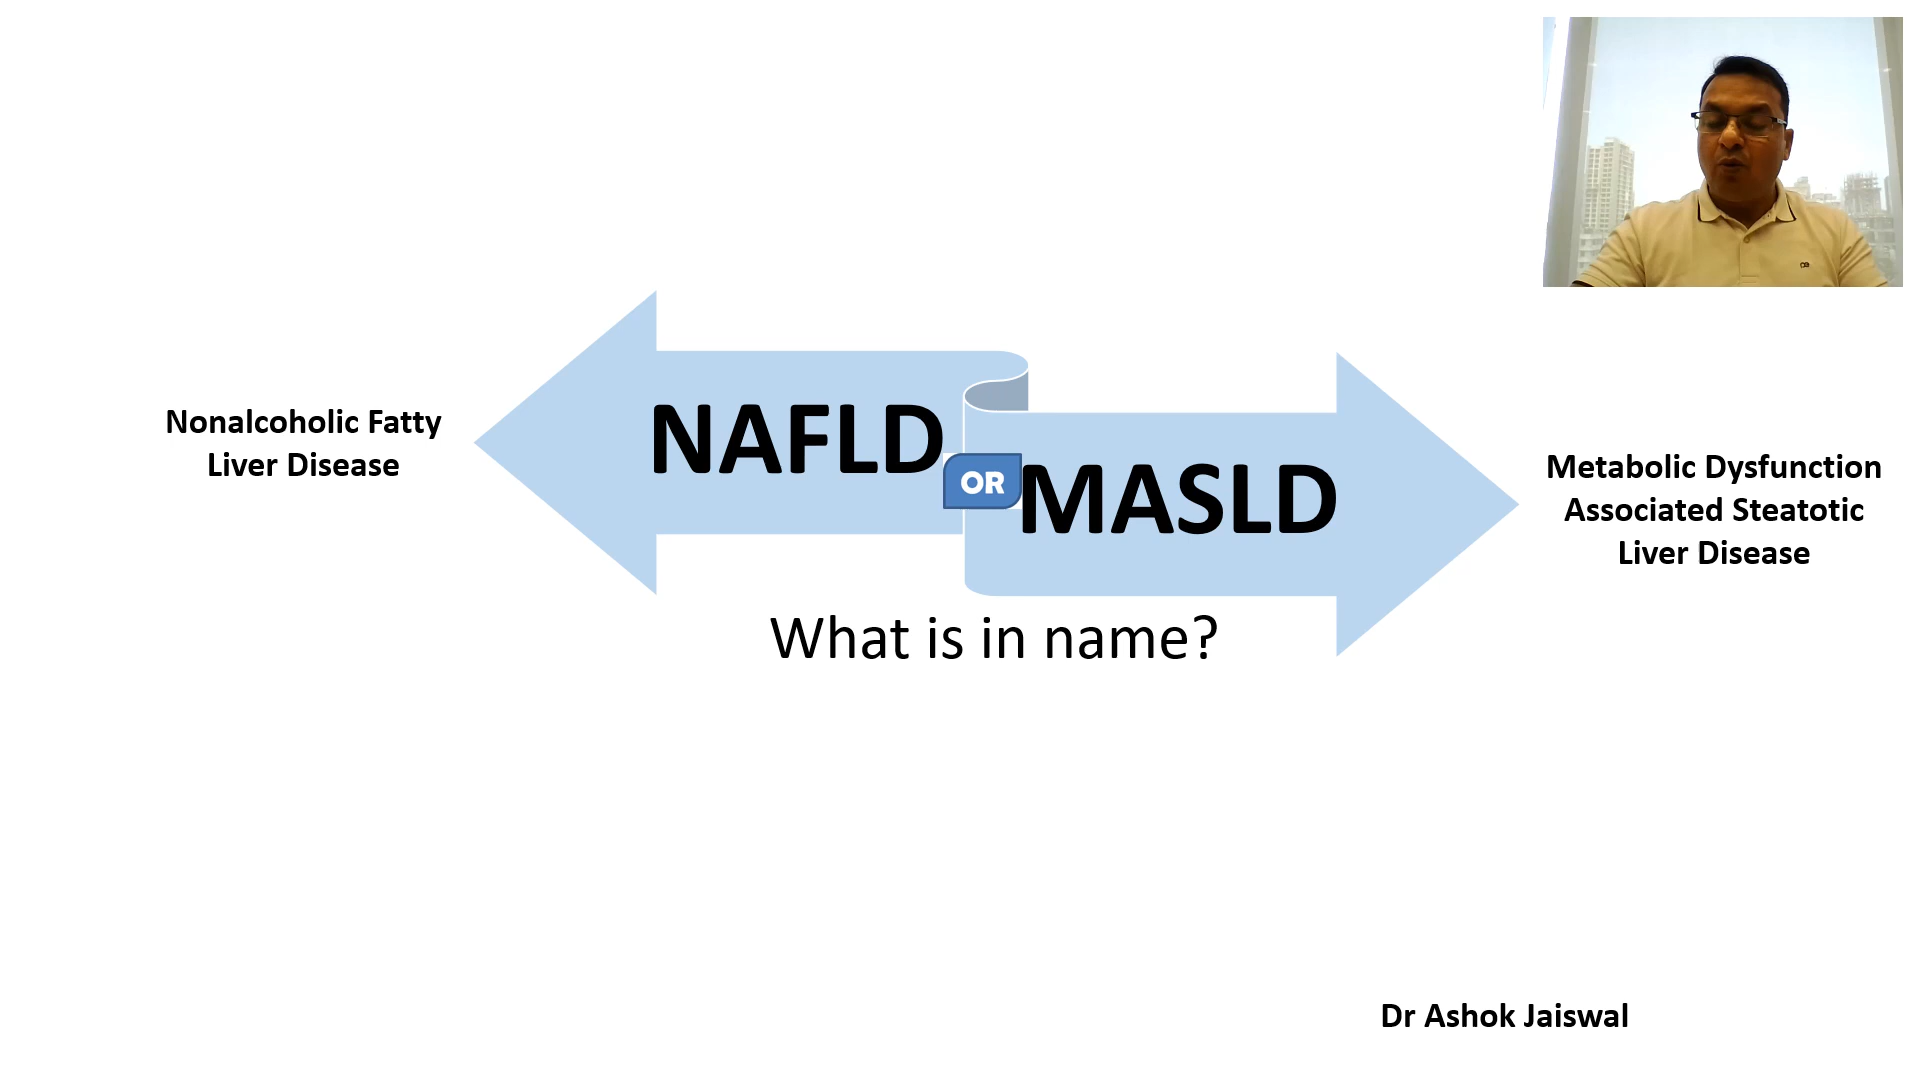 Nonalcoholic Fatty
Liver Disease
NAFLD
OR
MASLD
Metabolic Dysfunction
Associated Steatotic
Liver Disease
What is in name?
Dr Ashok Jaiswal